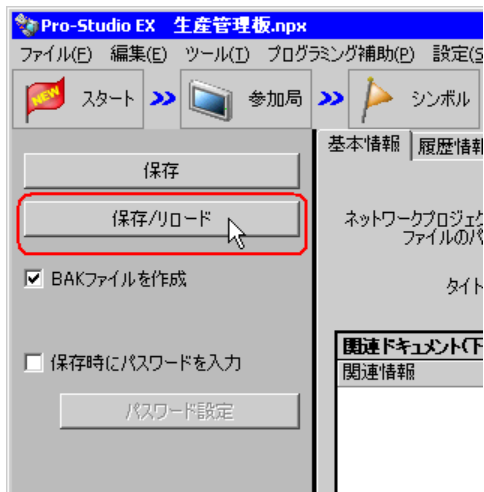 Pro-Studio EX 生産管理板.npx
ファイル(F) 編集(E) ツール(T) プログラミング補助(P) 設定(S
NEW スタート 参加局 シンボル
基本情報 履歴情報
保存
保存/リロード
ネットワークプロジェク
ファイルのパ
BAKファイルを作成
タイト
関連ドキュメント(下
保存時にパスワードを入力
関連情報
パスワード設定